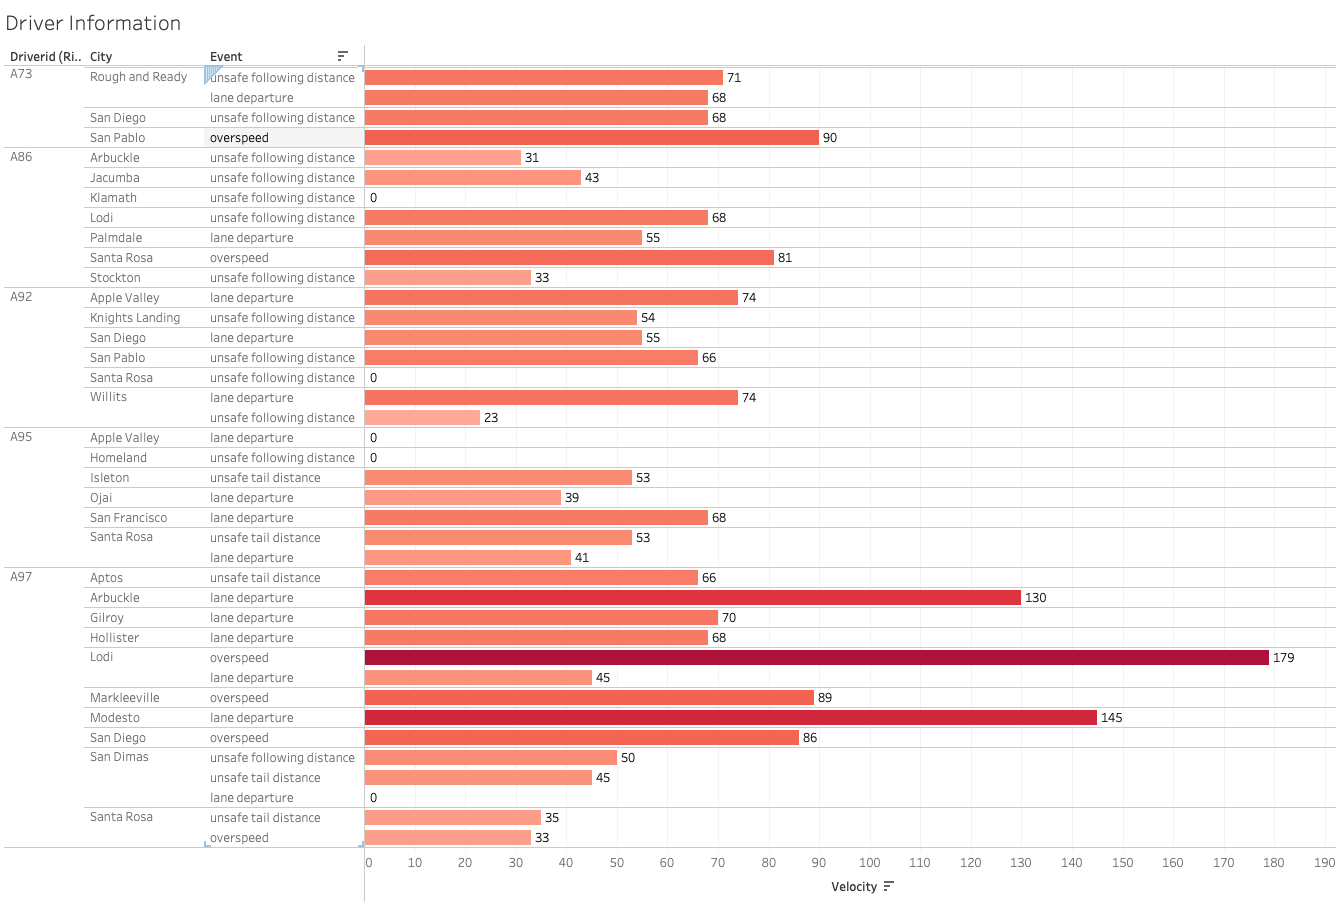 Driver Information
Driverid (Ri.. City Event
A73 Rough and Ready unsafe following distance 71
lane departure 68
San Diego unsafe following distance 68
San Pablo overspeed 90
A86 Arbuckle unsafe following distance 31
Jacumba unsafe following distance 43
Klamath unsafe following distance 0
Lodi unsafe following distance 68
Palmdale lane departure 55
Santa Rosa overspeed 81
Stockton unsafe following distance 33
A92 Apple Valley lane departure 74
Knights Landing unsafe following distance 54
San Diego lane departure 55
San Pablo unsafe following distance 66
Santa Rosa unsafe following distance 0
Willits lane departure 74
unsafe following distance 23
A95 Apple Valley lane departure 0
Homeland unsafe following distance 0
Isleton unsafe tail distance 53
Ojai lane departure 39
San Francisco lane departure 68
Santa Rosa unsafe tail distance 53
lane departure 41
A97 Aptos unsafe tail distance 66
Arbuckle lane departure 130
Gilroy lane departure 70
Hollister lane departure 68
Lodi overspeed 179
lane departure 45
Markleeville overspeed 89
Modesto lane departure 145
San Diego overspeed 86
San Dimas unsafe following distance 50
unsafe tail distance 45
lane departure 0
Santa Rosa unsafe tail distance 35
overspeed 33
0 10 20 30 40 50 60 70 80 90 100 110 120 130 140 150 160 170 180 190
Velocity